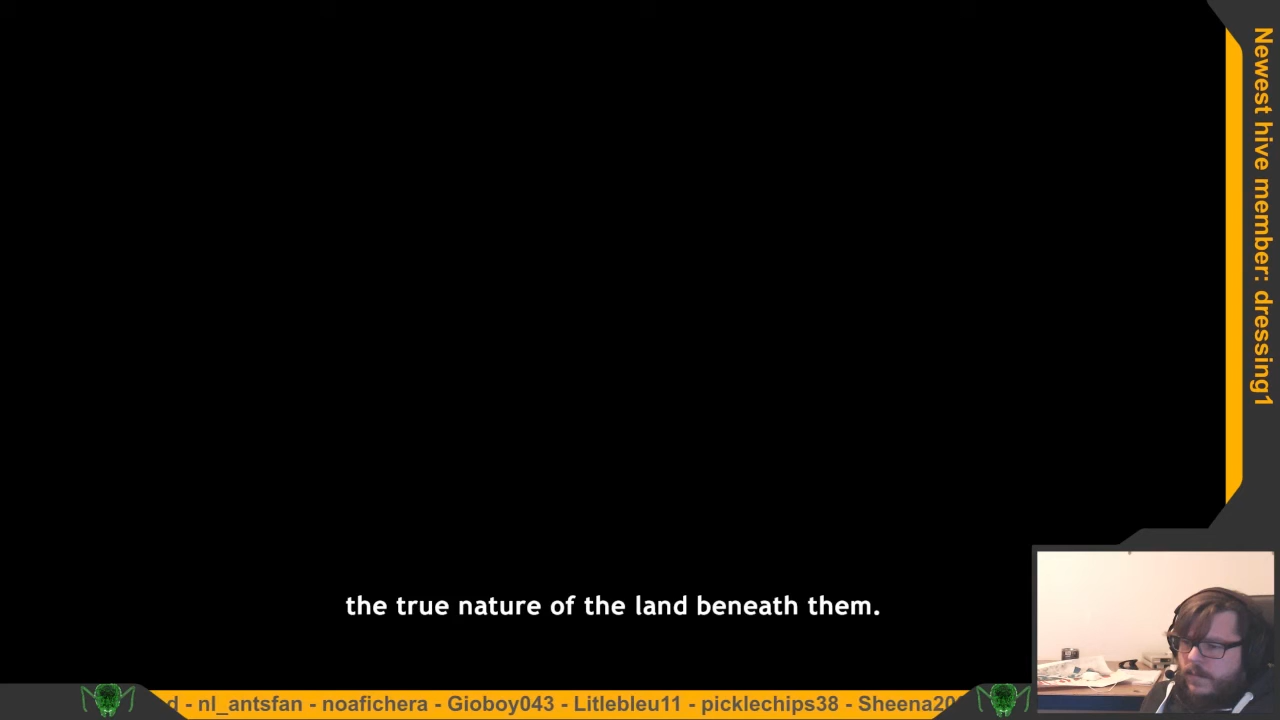 Newest hive member: dressing1
the true nature of the land beneath them.
d - nl_antsfan - noafichera - Gioboy043 - Litlebleu11 - picklechips38 - Sheena20